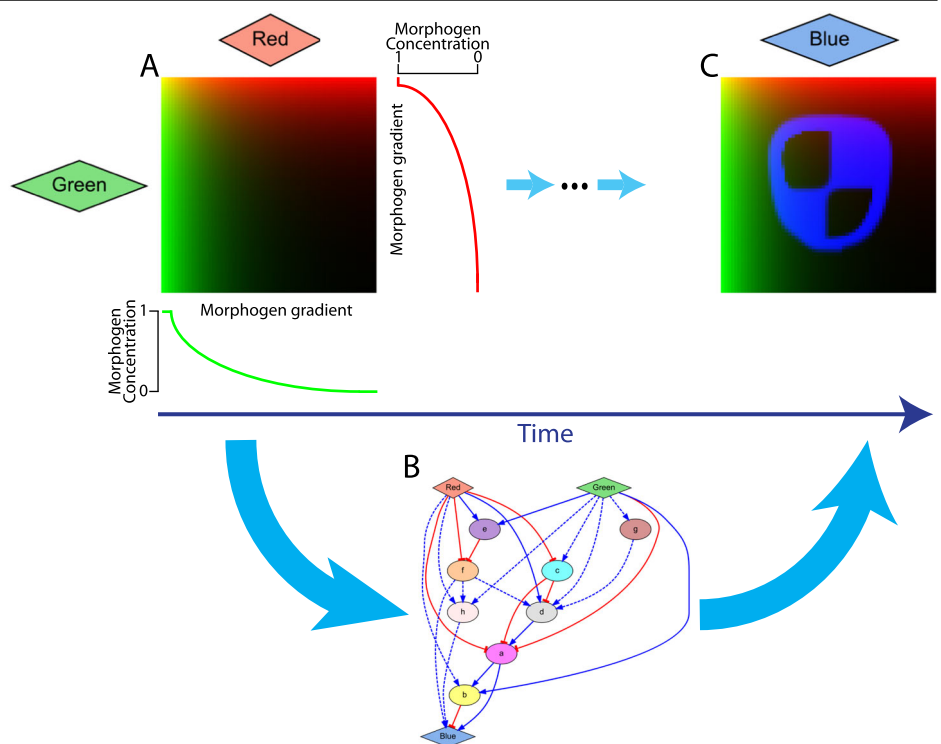 Red
Morphogen
Concentration
1
0
Blue
A
C
Green
Morphogen gradient
...
Morphogen
Concentration
1
0
Morphogen gradient
Time
B
Red
Green
e
g
f
c
h
d
a
b
Blue